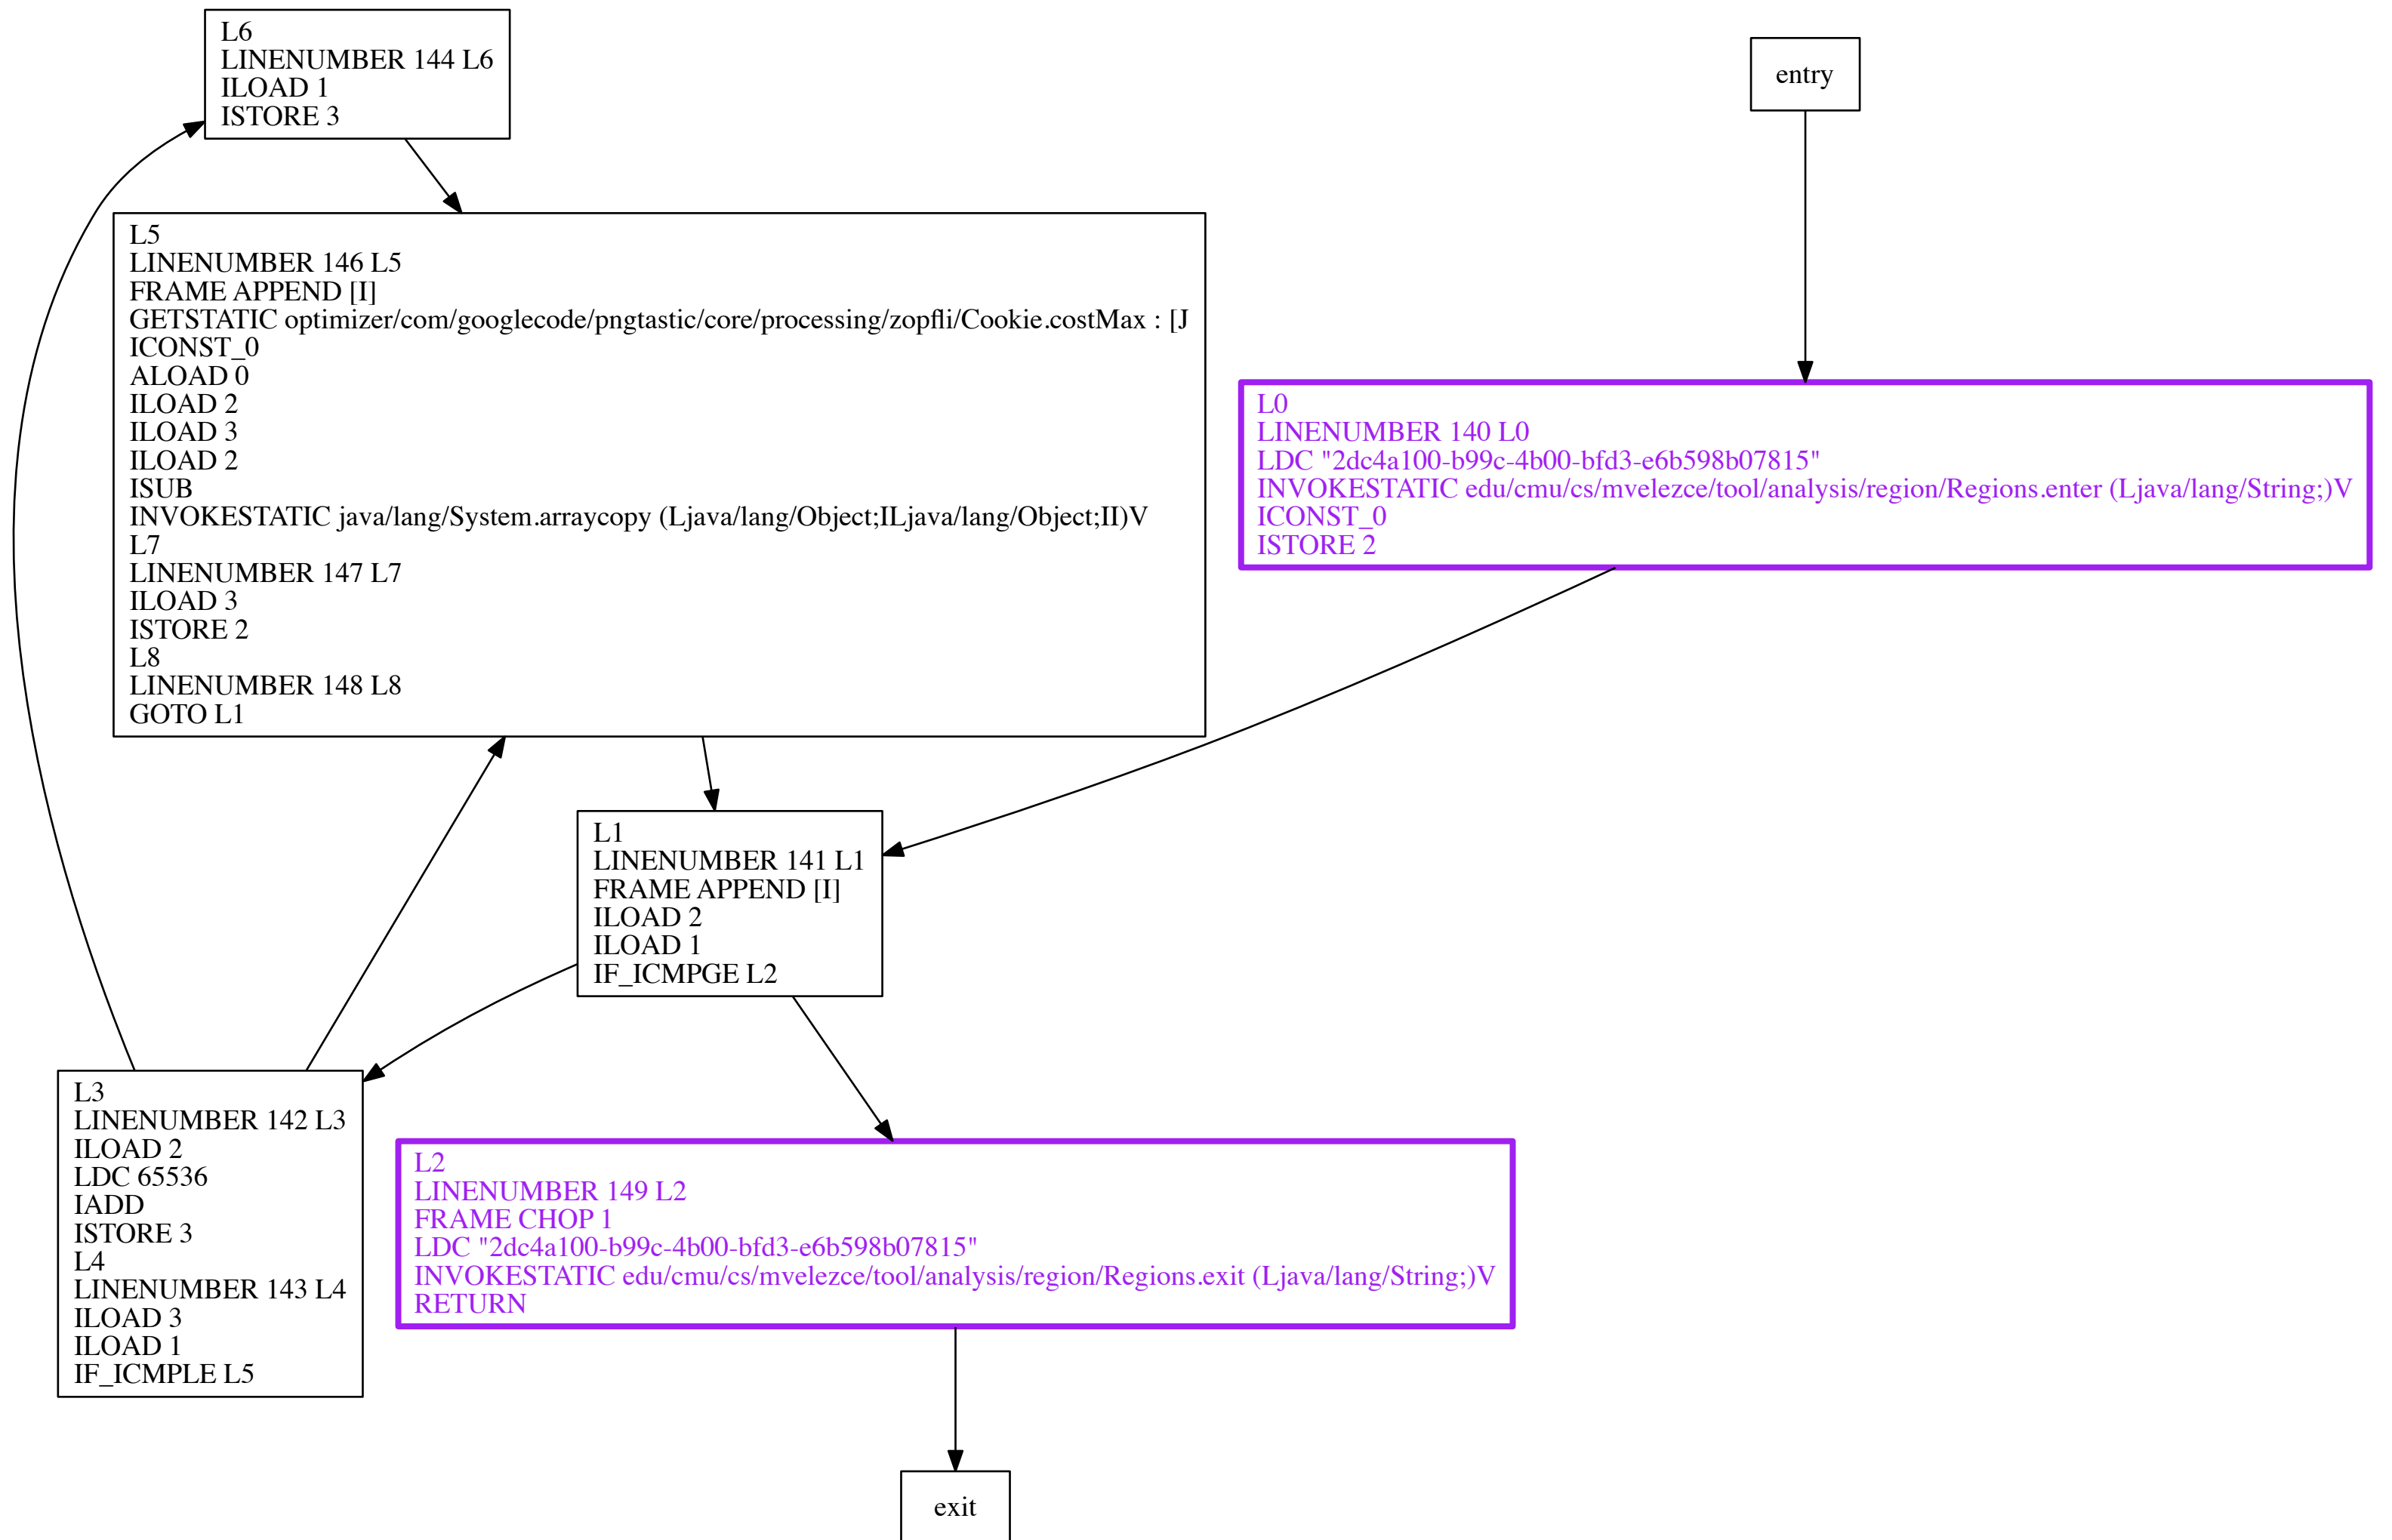 L6
LINENUMBER 144 L6
ILOAD 1
ISTORE 3
entry
L5
LINENUMBER 146 L5
FRAME APPEND [I]
GETSTATIC optimizer/com/googlecode/pngtastic/core/processing/zopfli/Cookie.costMax : [J
ICONST_0
ALOAD 0
ILOAD 2
ILOAD 3
ILOAD 2
ISUB
INVOKESTATIC java/lang/System.arraycopy (Ljava/lang/Object;ILjava/lang/Object;II)V
L7
LINENUMBER 147 L7
ILOAD 3
ISTORE 2
L8
LINENUMBER 148 L8
GOTO L1
L0
LINENUMBER 140 L0
LDC "2dc4a100-b99c-4b00-bfd3-e6b598b07815"
INVOKESTATIC edu/cmu/cs/mvelezce/tool/analysis/region/Regions.enter (Ljava/lang/String;)V
ICONST_0
ISTORE 2
L1
LINENUMBER 141 L1
FRAME APPEND [I]
ILOAD 2
ILOAD 1
IF_ICMPGE L2
L3
LINENUMBER 142 L3
ILOAD 2
LDC 65536
IADD
ISTORE 3
L4
LINENUMBER 143 L4
ILOAD 3
ILOAD 1
IF_ICMPLE L5
L2
LINENUMBER 149 L2
FRAME CHOP 1
LDC "2dc4a100-b99c-4b00-bfd3-e6b598b07815"
INVOKESTATIC edu/cmu/cs/mvelezce/tool/analysis/region/Regions.exit (Ljava/lang/String;)V
RETURN
exit